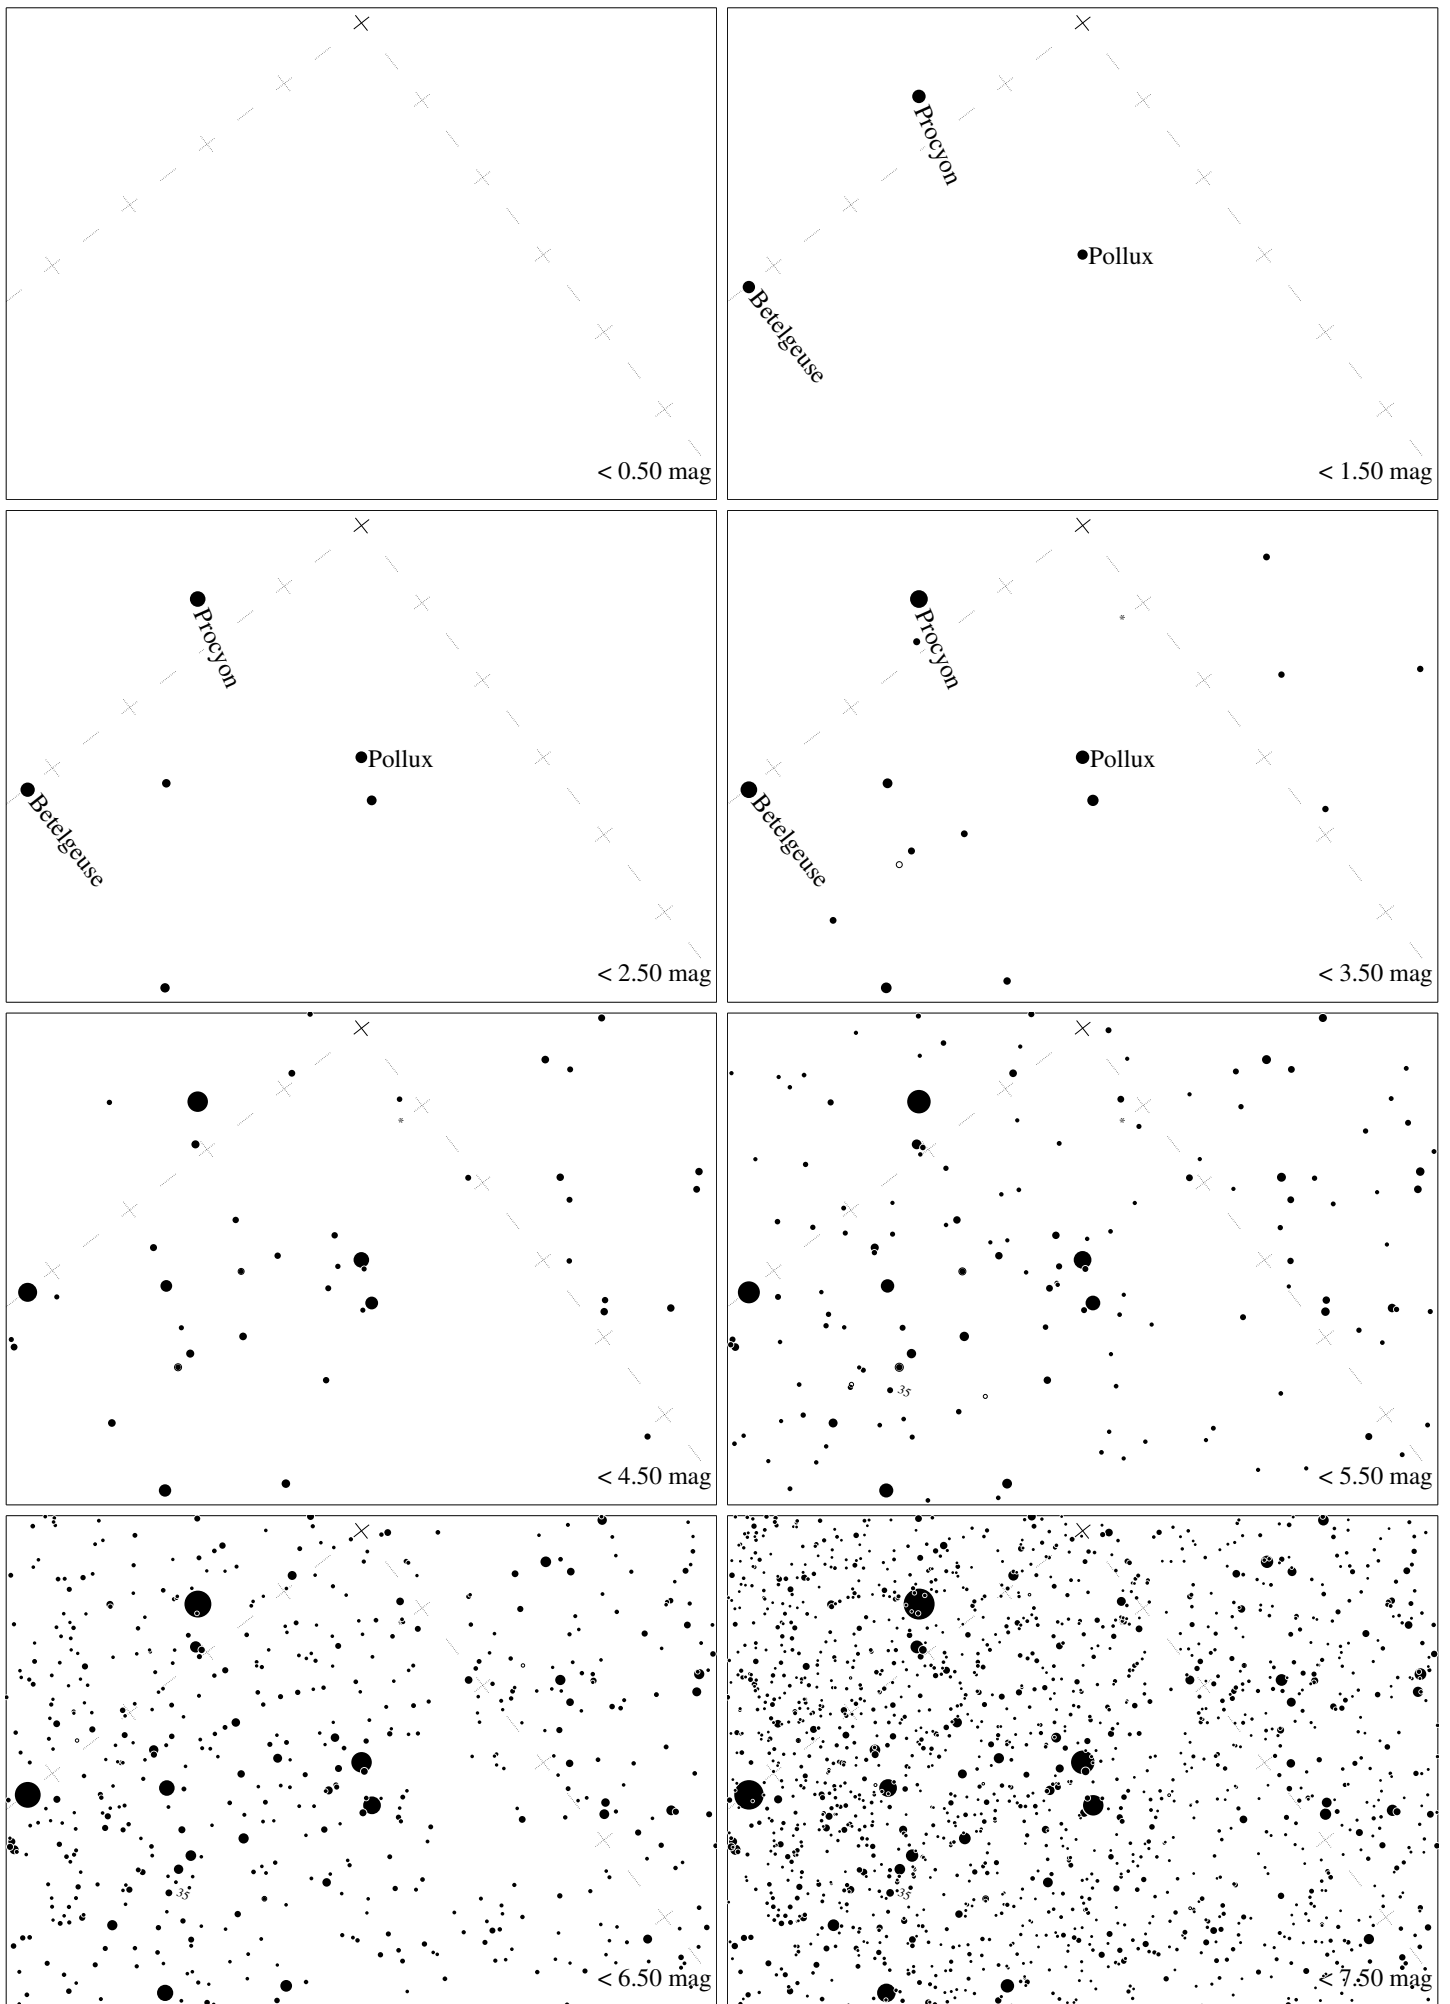 < 0.50 mag
Procyon
Pollux
Betelgeuse
< 1.50 mag
Procyon
Pollux
Betelgeuse
< 2.50 mag
Procyon
Pollux
Betelgeuse
< 3.50 mag
< 4.50 mag
35
< 5.50 mag
35
< 6.50 mag
35
< 7.50 mag